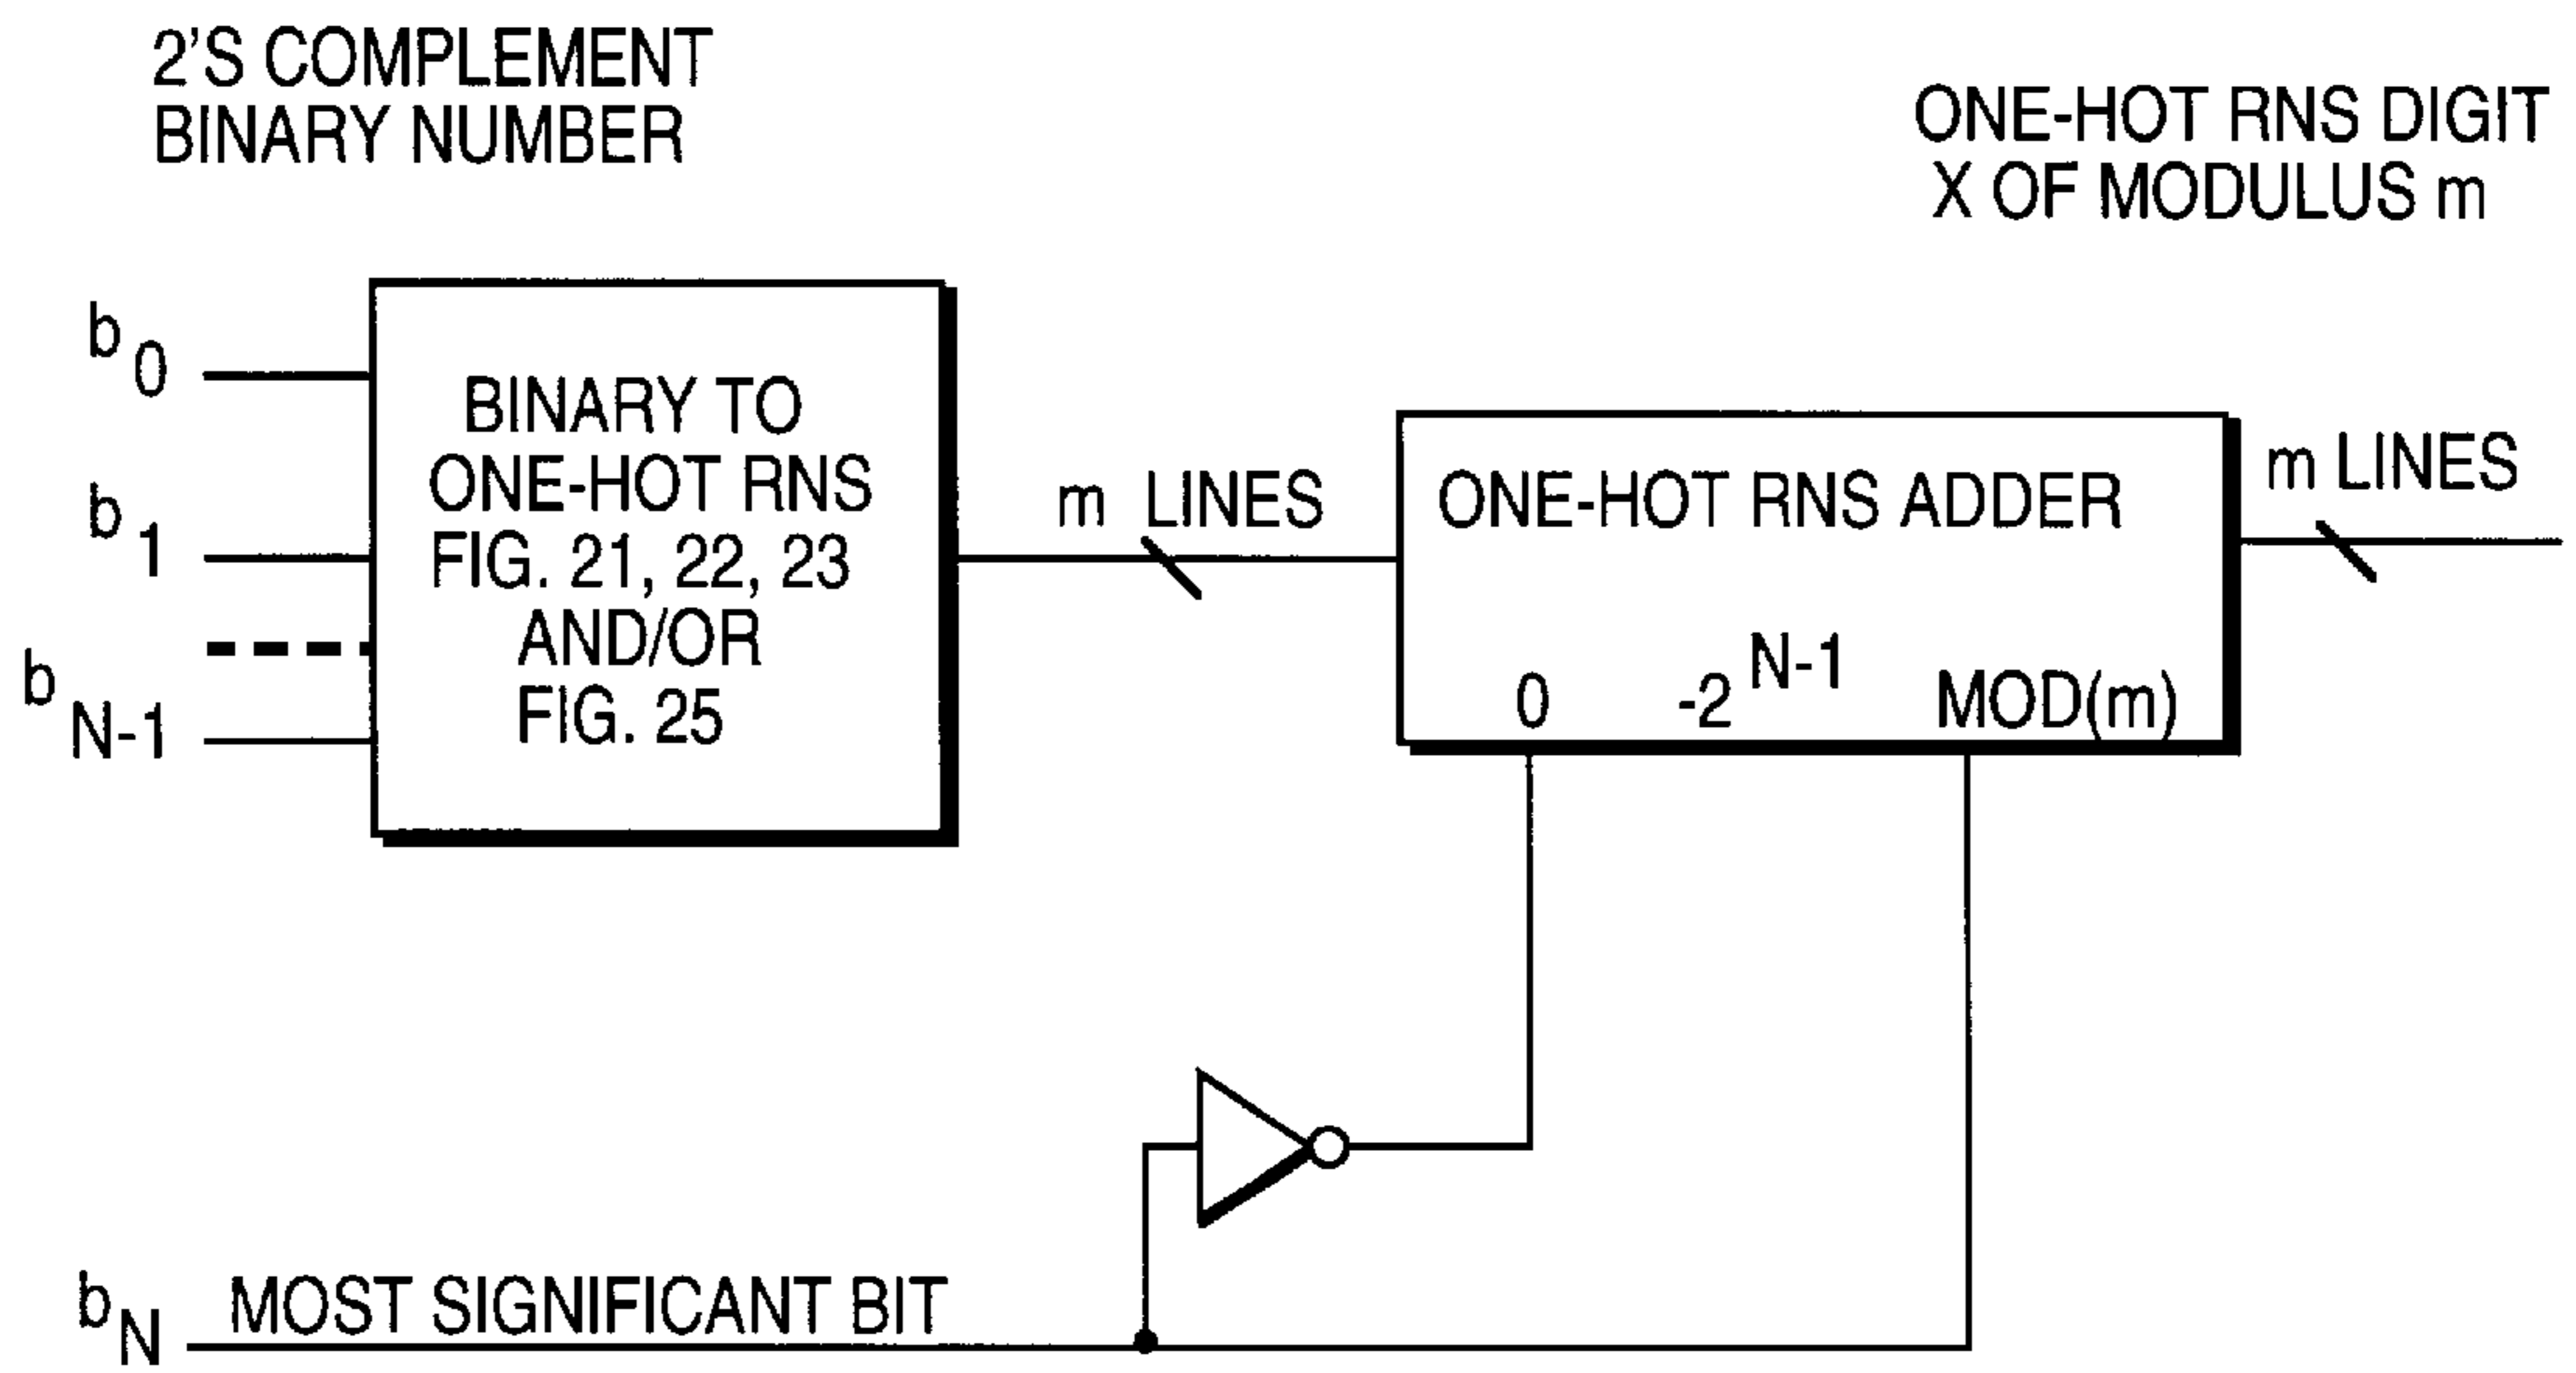 2'S COMPLEMENT
BINARY NUMBER
ONE-HOT RNS DIGIT
X OF MODULUS m
b0
b1
bN-1
BINARY TO
ONE-HOT RNS
FIG. 21, 22, 23
AND/OR
FIG. 25
m LINES
ONE-HOT RNS ADDER
0 -2^N-1 MOD(m)
m LINES
bN MOST SIGNIFICANT BIT